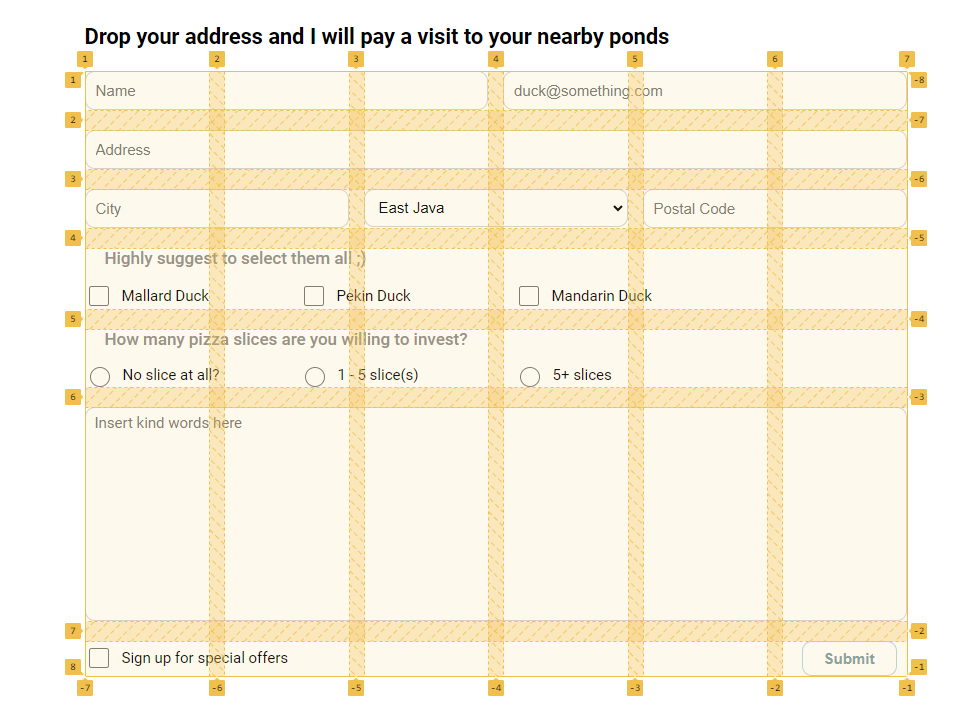 Drop your address and I will pay a visit to your nearby ponds
1 2 3 4 5 6 7
1 Name duck@something.com -8
2 -7
Address
3 -6
City East Java Postal Code
4 -5
Highly suggest to select them all ;)
Mallard Duck Pekin Duck Mandarin Duck
5 -4
How many pizza slices are you willing to invest?
No slice at all? 1 - 5 slice(s) 5+ slices
6 -3
Insert kind words here
7 -2
Sign up for special offers Submit
8 -1
-7 -6 -5 -4 -3 -2 -1